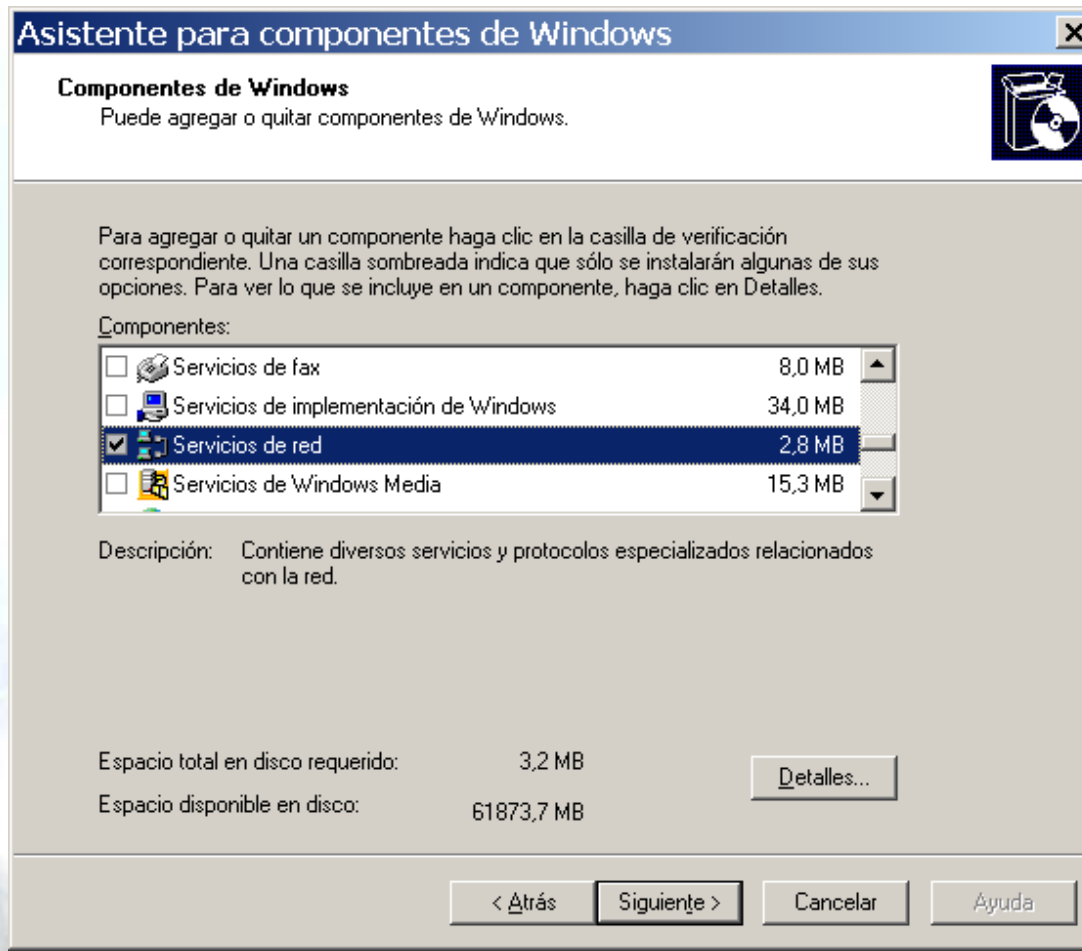 Asistente para componentes de Windows
Componentes de Windows
Puede agregar o quitar componentes de Windows.
Para agregar o quitar un componente haga clic en la casilla de verificación
correspondiente. Una casilla sombreada indica que sólo se instalarán algunas de sus
opciones. Para ver lo que se incluye en un componente, haga clic en Detalles.
Componentes:
Servicios de fax 8,0 MB
Servicios de implementación de Windows 34,0 MB
Servicios de red 2,8 MB
Servicios de Windows Media 15,3 MB
Descripción: Contiene diversos servicios y protocolos especializados relacionados
con la red.
Espacio total en disco requerido: 3,2 MB
Detalles...
Espacio disponible en disco: 61873,7 MB
< Atrás Siguiente > Cancelar Ayuda